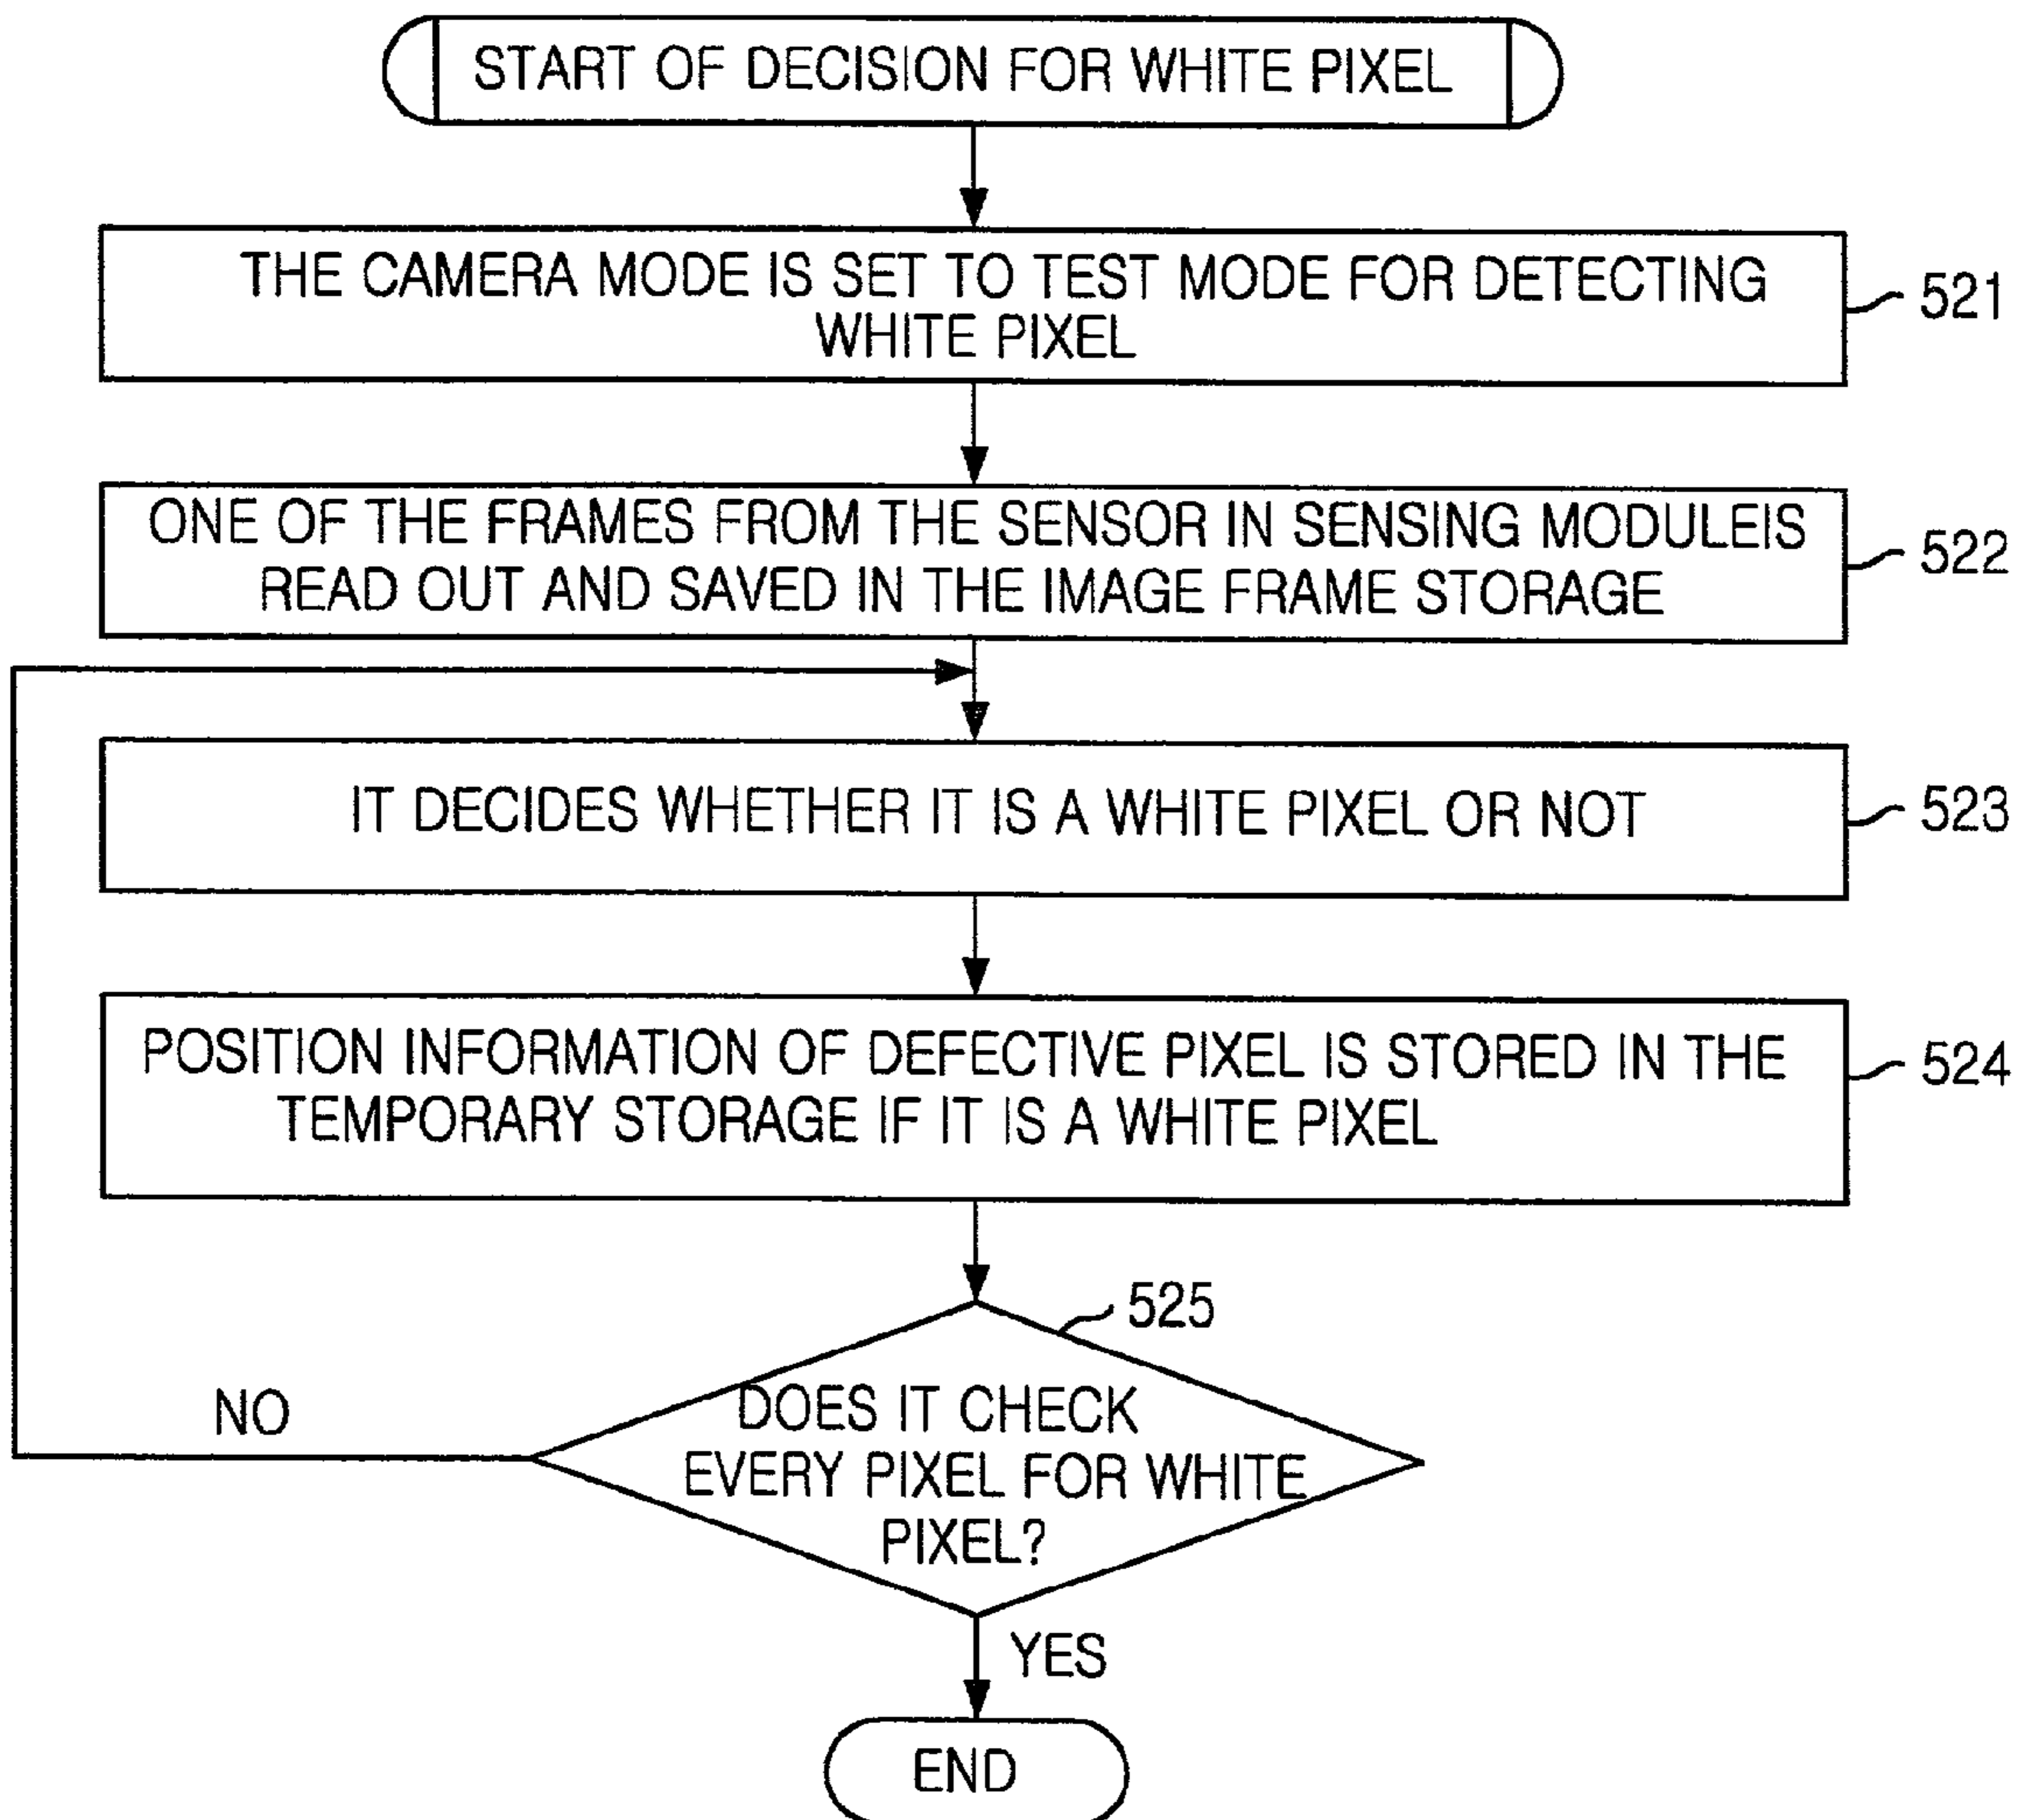 START OF DECISION FOR WHITE PIXEL
THE CAMERA MODE IS SET TO TEST MODE FOR DETECTING
WHITE PIXEL
521
ONE OF THE FRAMES FROM THE SENSOR IN SENSING MODULEIS
READ OUT AND SAVED IN THE IMAGE FRAME STORAGE
522
IT DECIDES WHETHER IT IS A WHITE PIXEL OR NOT
523
POSITION INFORMATION OF DEFECTIVE PIXEL IS STORED IN THE
TEMPORARY STORAGE IF IT IS A WHITE PIXEL
524
525
DOES IT CHECK
EVERY PIXEL FOR WHITE
PIXEL?
NO
YES
END